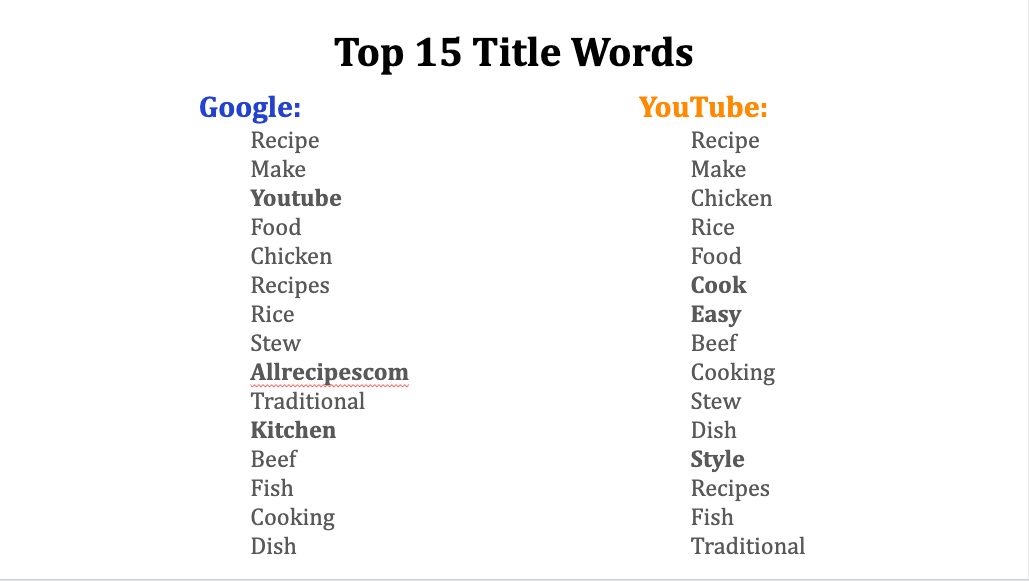 Top 15 Title Words
Google:
Recipe
Make
Youtube
Food
Chicken
Recipes
Rice
Stew
Allrecipescom
Traditional
Kitchen
Beef
Fish
Cooking
Dish
YouTube:
Recipe
Make
Chicken
Rice
Food
Cook
Easy
Beef
Cooking
Stew
Dish
Style
Recipes
Fish
Traditional